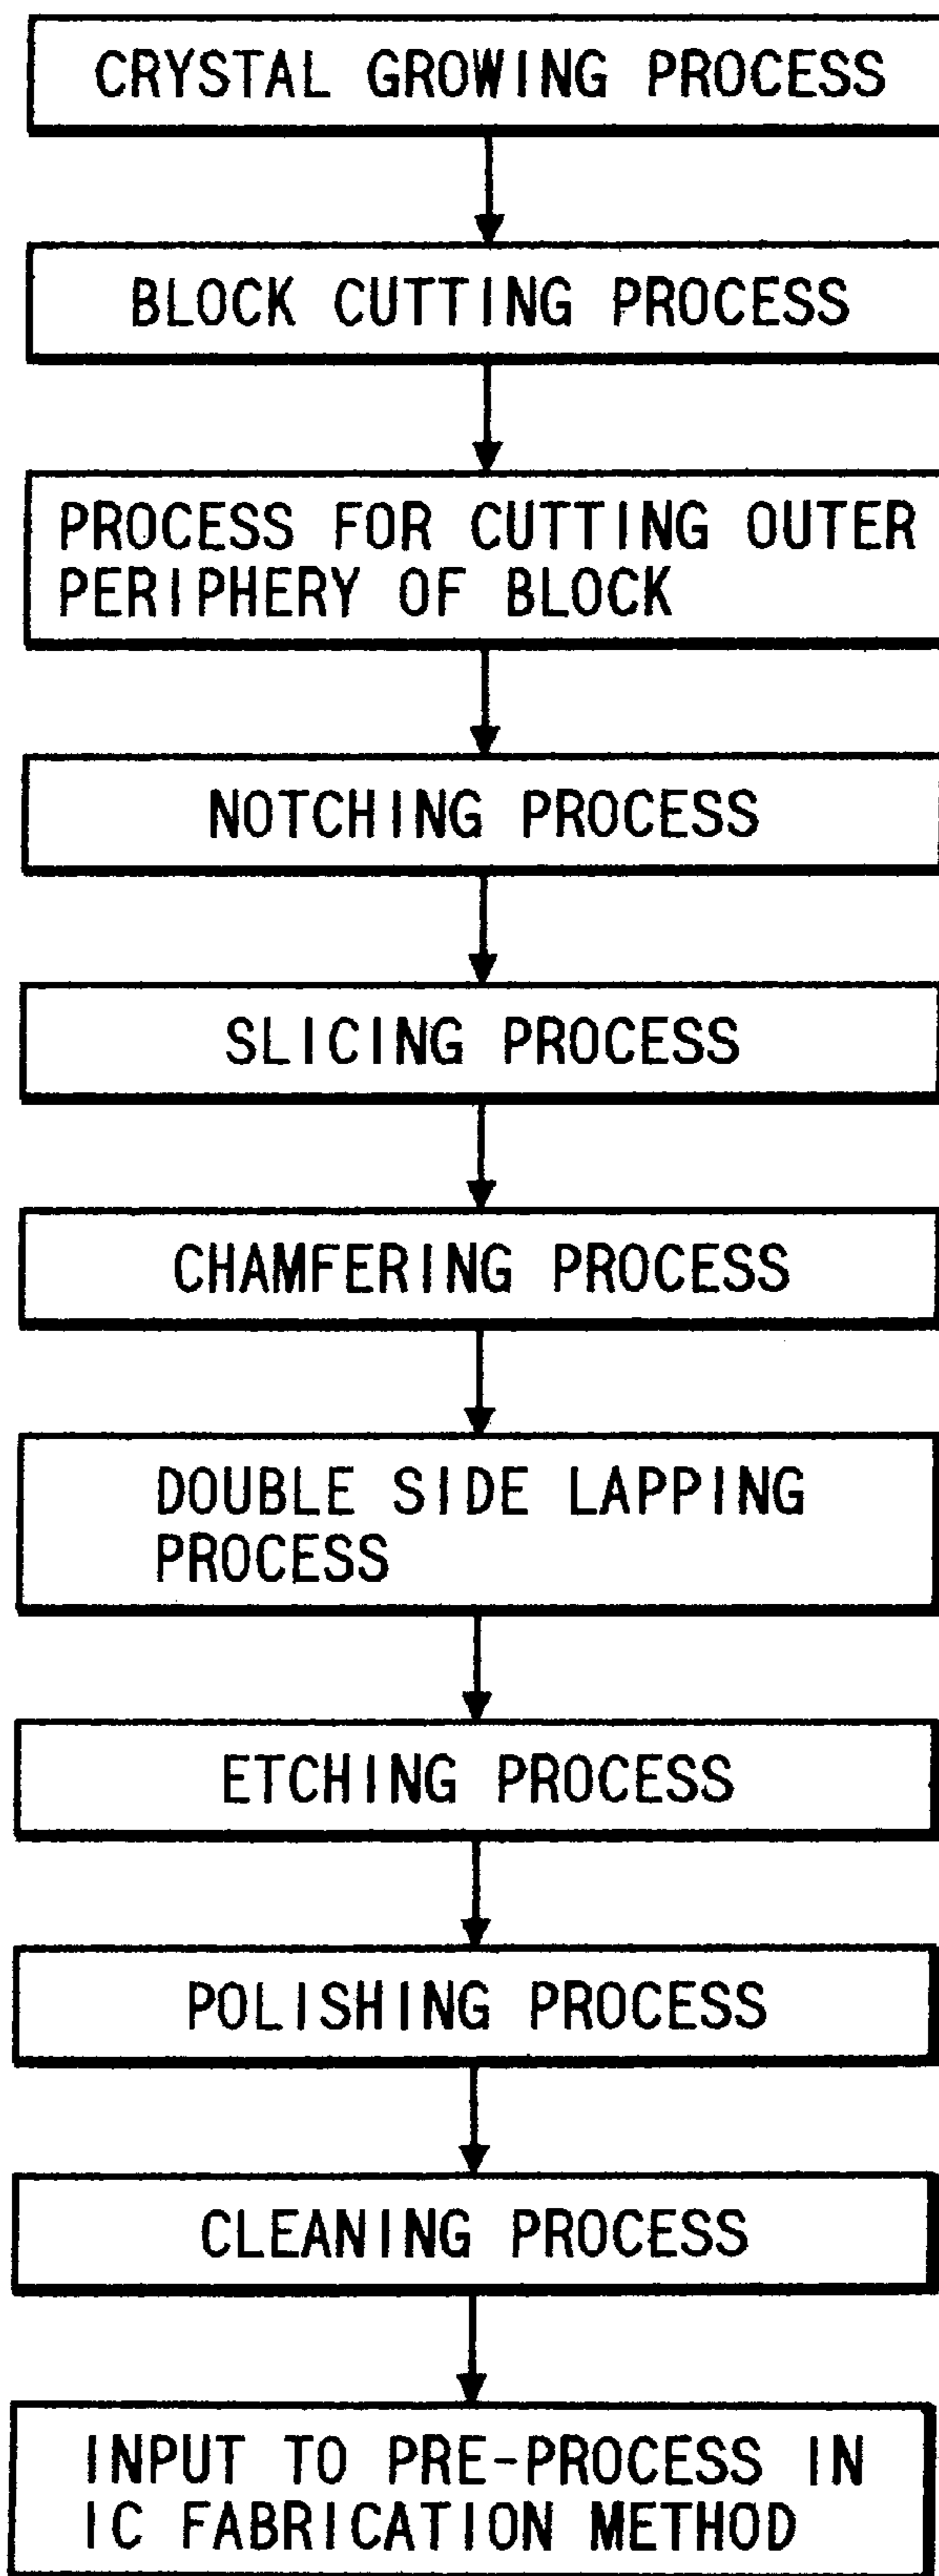 CRYSTAL GROWING PROCESS
BLOCK CUTTING PROCESS
PROCESS FOR CUTTING OUTER
PERIPHERY OF BLOCK
NOTCHING PROCESS
SLICING PROCESS
CHAMFERING PROCESS
DOUBLE SIDE LAPPING
PROCESS
ETCHING PROCESS
POLISHING PROCESS
CLEANING PROCESS
INPUT TO PRE-PROCESS IN
IC FABRICATION METHOD